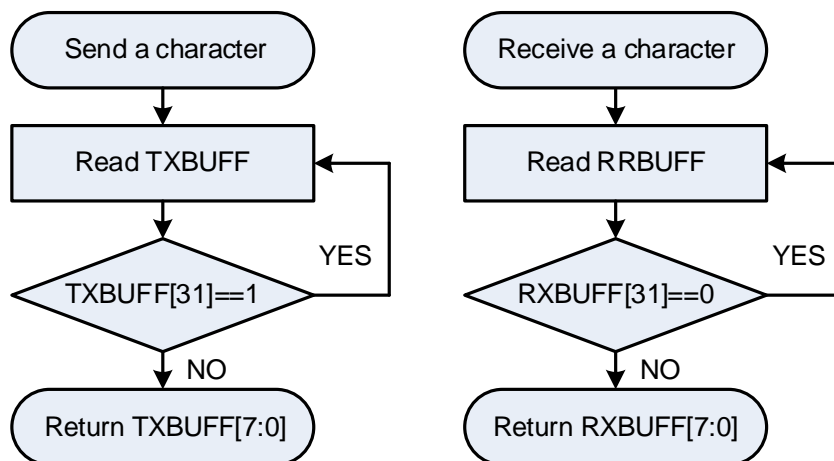 Send a character
Read TXBUFF
YES
TXBUFF[31]==1
NO
Return TXBUFF[7:0]
Receive a character
Read RRBUFF
YES
RXBUFF[31]==0
NO
Return RXBUFF[7:0]